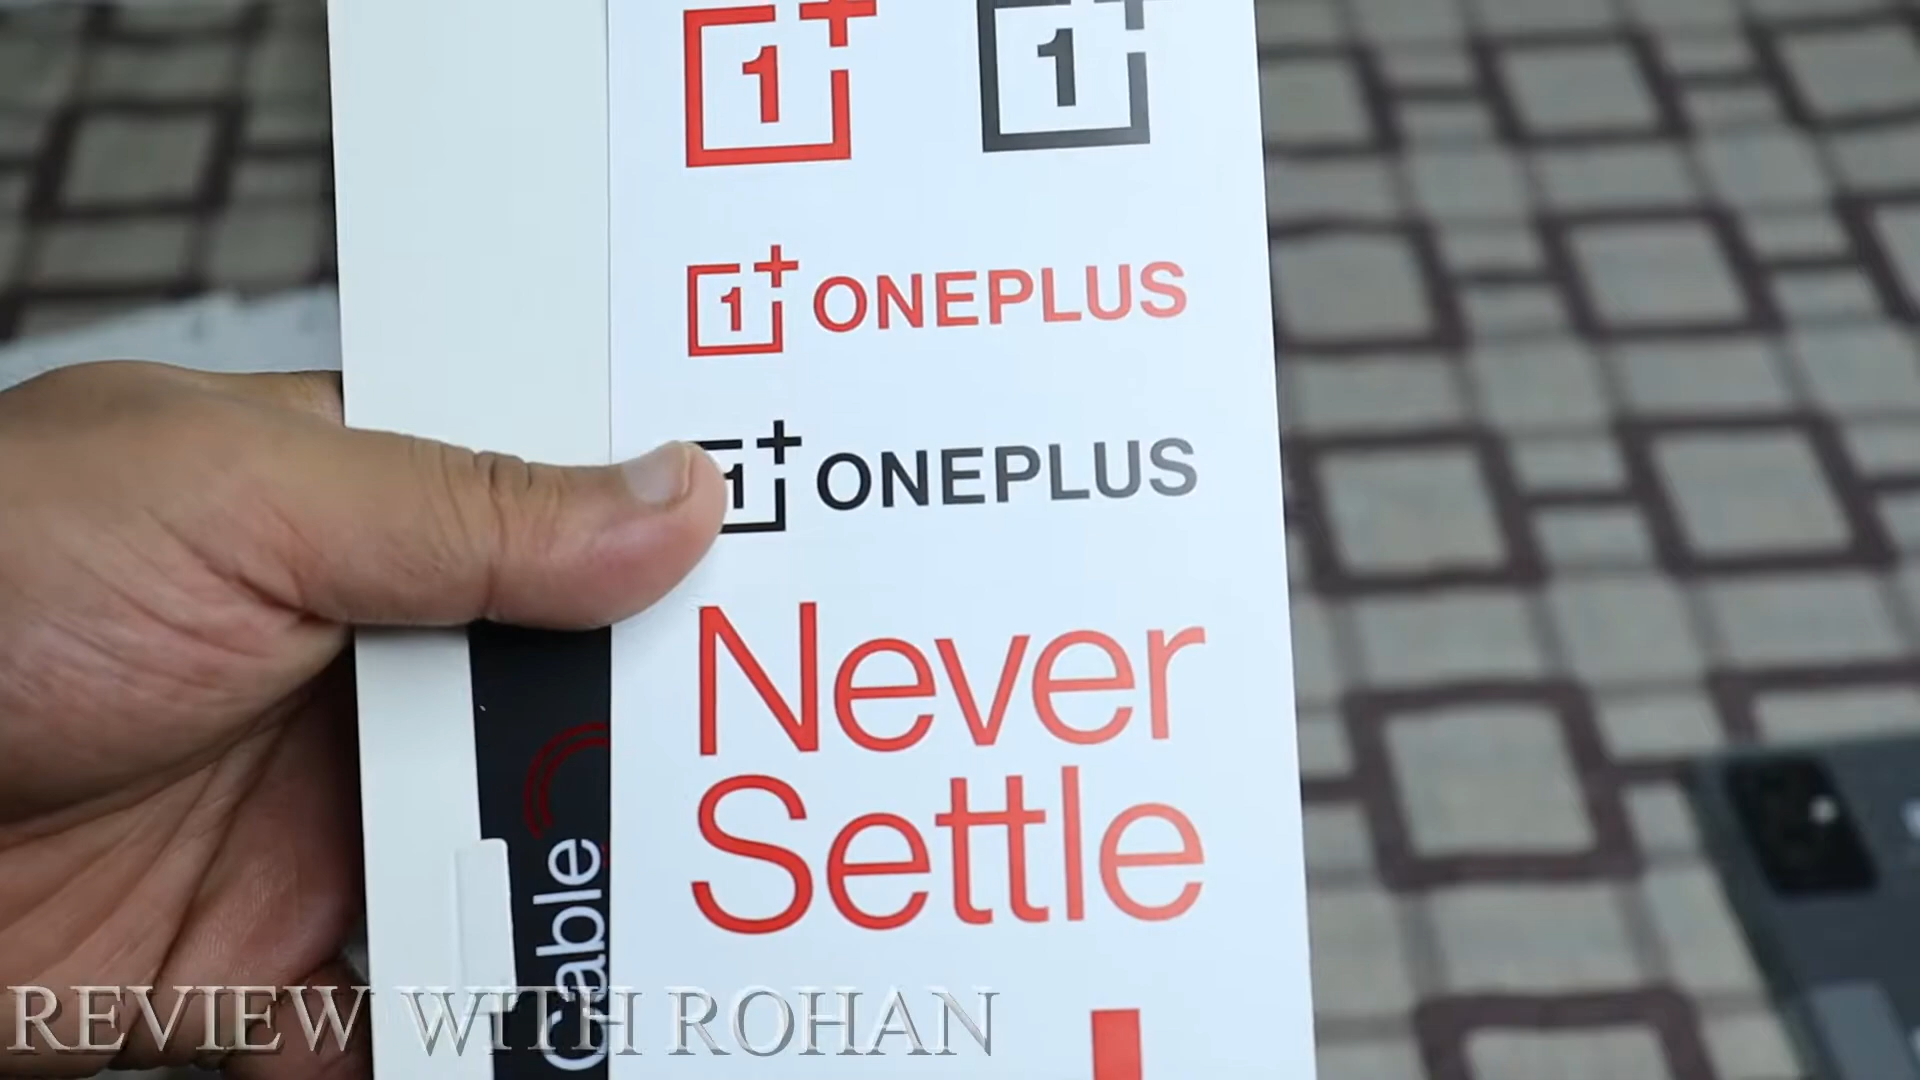 1+ 1+
1+ ONEPLUS
1+ ONEPLUS
Never
Settle
Cable
REVIEW WITH ROHAN